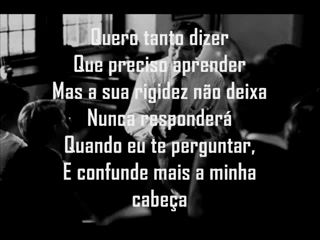 Quero tanto dizer
Que preciso aprender
Mas a sua rigidez não deixa
Nunca responderá
Quando eu te perguntar,
E confunde mais a minha
cabeça